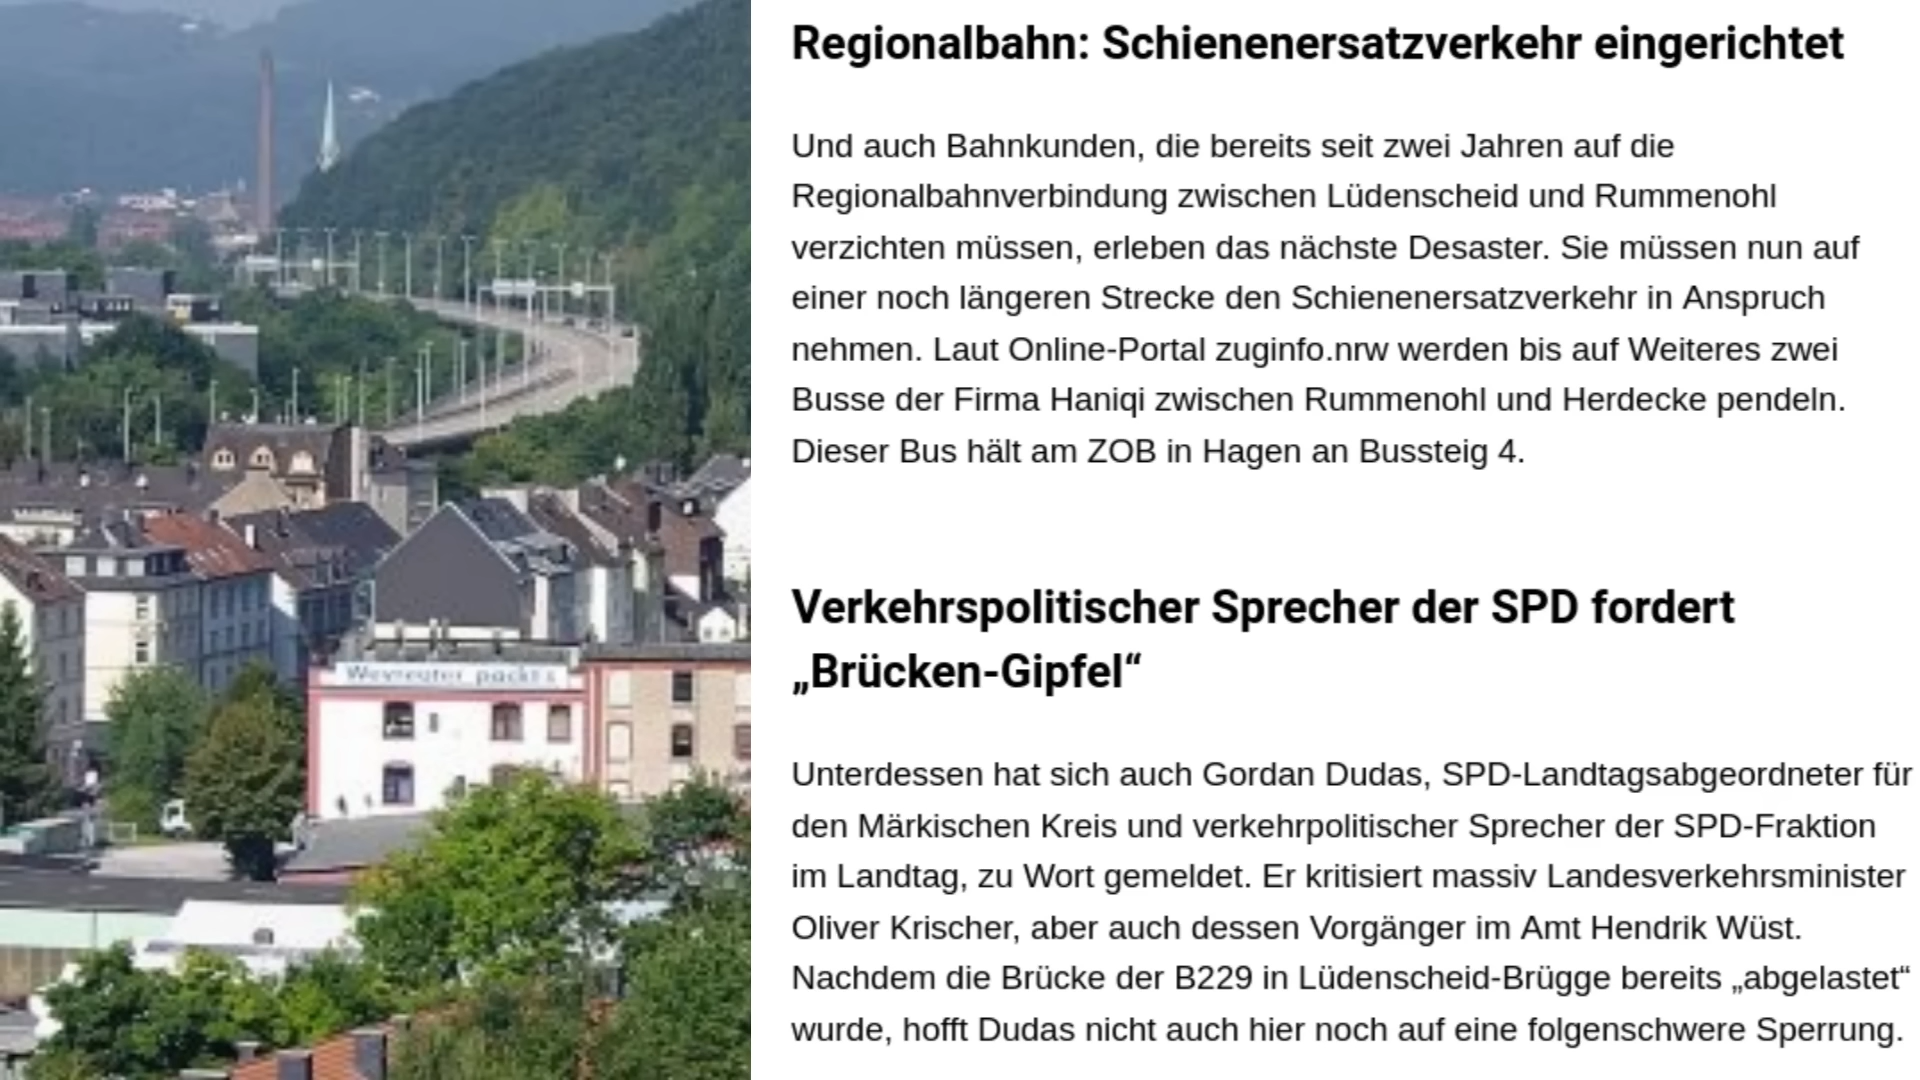 Regionalbahn: Schienenersatzverkehr eingerichtet
Und auch Bahnkunden, die bereits seit zwei Jahren auf die
Regionalbahnverbindung zwischen Lüdenscheid und Rummenohl
verzichten müssen, erleben das nächste Desaster. Sie müssen nun auf
einer noch längeren Strecke den Schienenersatzverkehr in Anspruch
nehmen. Laut Online-Portal zuginfo.nrw werden bis auf Weiteres zwei
Busse der Firma Haniqi zwischen Rummenohl und Herdecke pendeln.
Dieser Bus hält am ZOB in Hagen an Bussteig 4.
Verkehrspolitischer Sprecher der SPD fordert
„Brücken-Gipfel“
Unterdessen hat sich auch Gordan Dudas, SPD-Landtagsabgeordneter für
den Märkischen Kreis und verkehrpolitischer Sprecher der SPD-Fraktion
im Landtag, zu Wort gemeldet. Er kritisiert massiv Landesverkehrsminister
Oliver Krischer, aber auch dessen Vorgänger im Amt Hendrik Wüst.
Nachdem die Brücke der B229 in Lüdenscheid-Brügge bereits „abgelastet“
wurde, hofft Dudas nicht auch hier noch auf eine folgenschwere Sperrung.